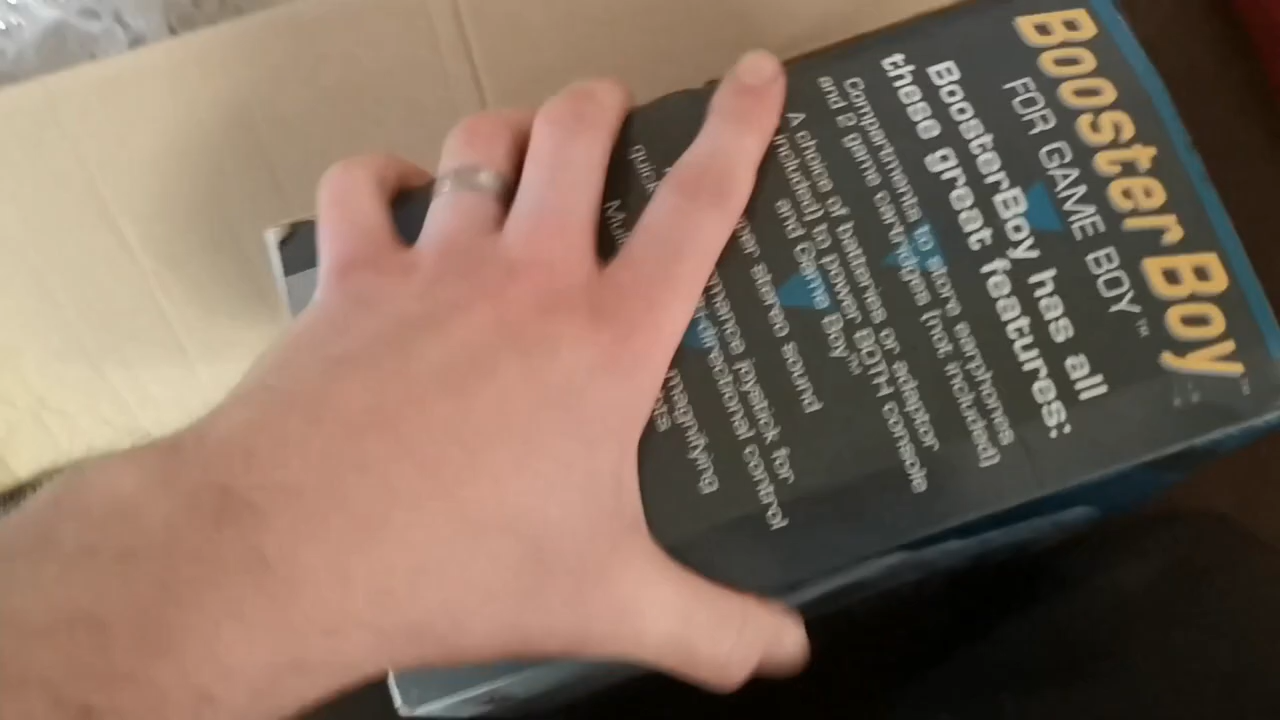 BoosterBoy™
FOR GAME BOY™
BoosterBoy has all
these great features:
Compartments to store earphones
and 2 game cartridges (not included)
A choice of batteries or adaptor
included) to power BOTH console
and Game Boy™
stereo sound
joystick for
directional control
magnifying